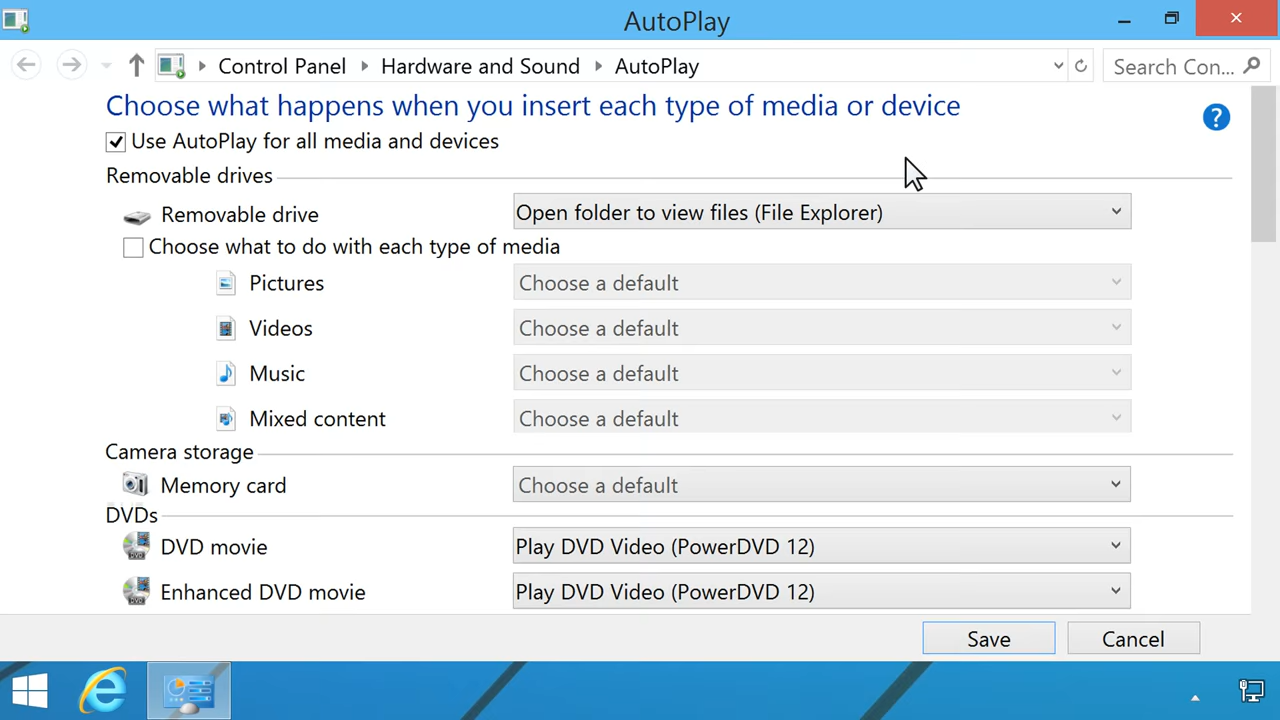 AutoPlay
Control Panel Hardware and Sound AutoPlay
Search Con...
Choose what happens when you insert each type of media or device
?
Use AutoPlay for all media and devices
Removable drives
Removable drive Open folder to view files (File Explorer)
Choose what to do with each type of media
Pictures Choose a default
Videos Choose a default
Music Choose a default
Mixed content Choose a default
Camera storage
Memory card Choose a default
DVDs
DVD movie Play DVD Video (PowerDVD 12)
Enhanced DVD movie Play DVD Video (PowerDVD 12)
Save Cancel